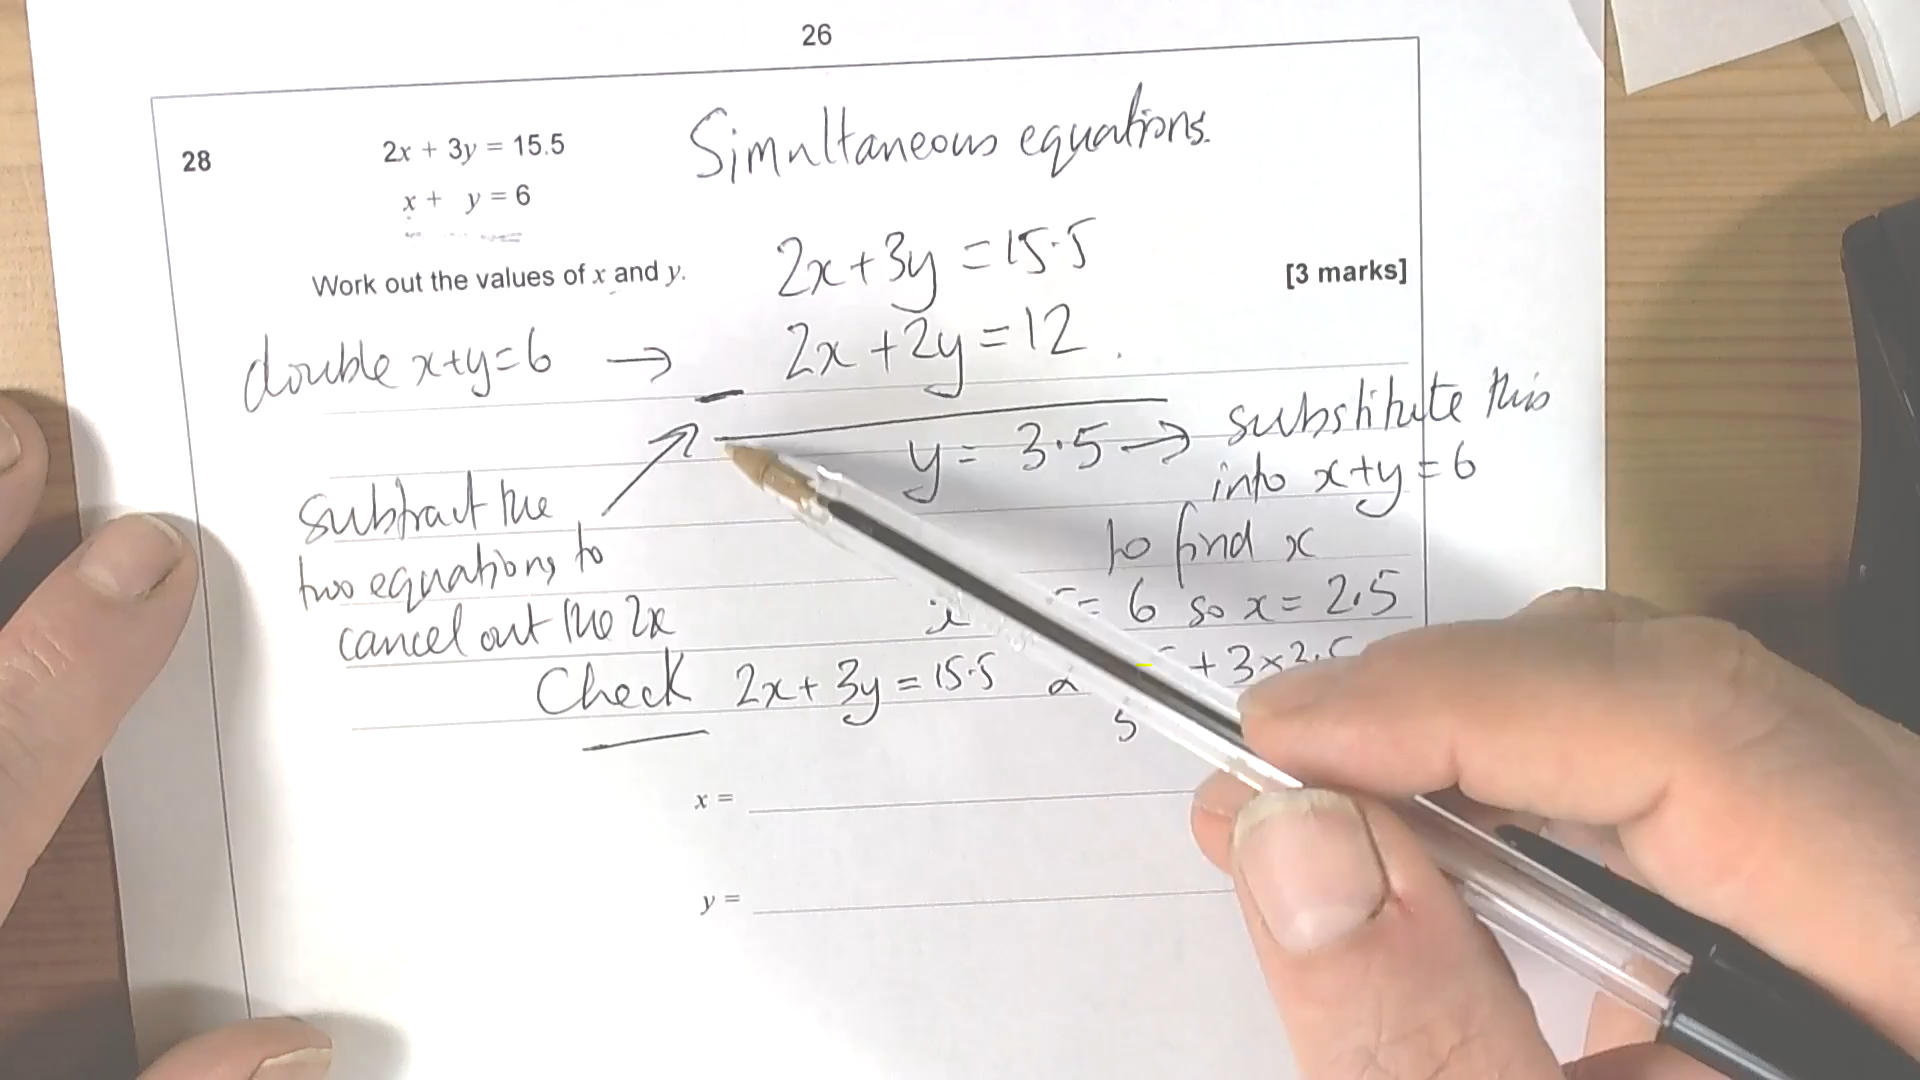 26
28
2x + 3y = 15.5
x + y = 6
Simultaneous equations.
Work out the values of x and y.
[3 marks]
2x + 3y = 15.5
double x+y=6 → 2x + 2y = 12
y = 3.5 → substitute this
into x+y = 6
to find x
subtract the
two equations to
cancel out the 2x
= 6 so x = 2.5
Check 2x + 3y = 15.5
+ 3 ×
5
x =
y =